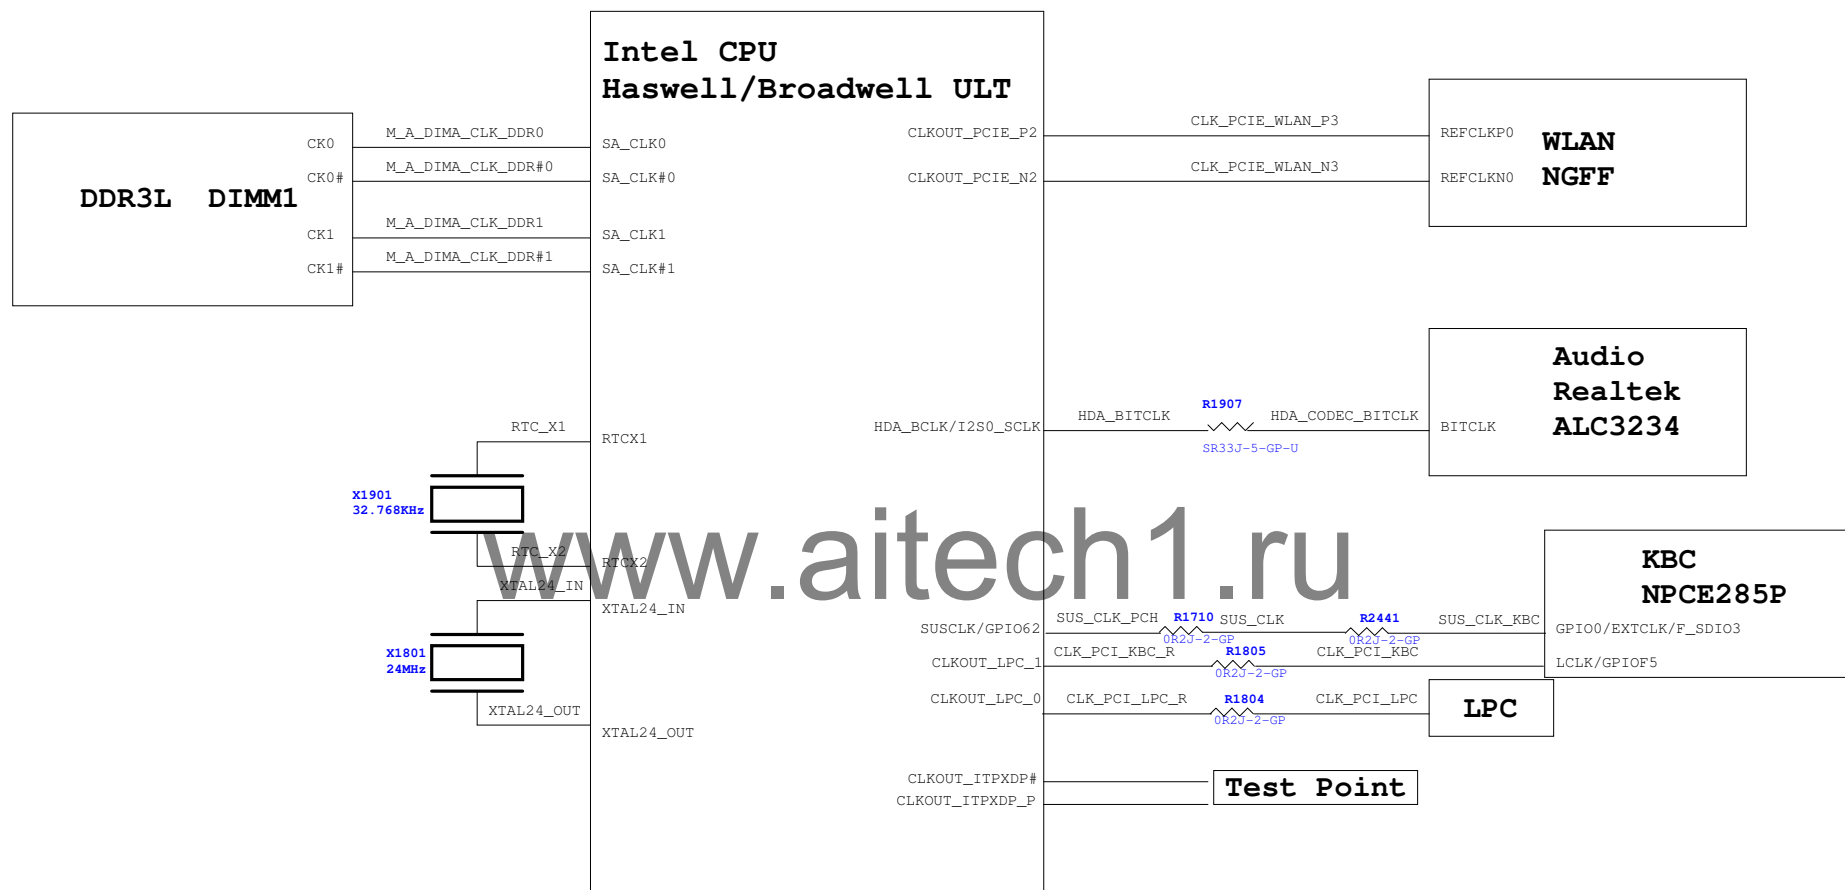 Intel CPU
Haswell/Broadwell ULT
DDR3L DIMM1
CK0
M_A_DIMA_CLK_DDR0
SA_CLK0
CK0#
M_A_DIMA_CLK_DDR#0
SA_CLK#0
CK1
M_A_DIMA_CLK_DDR1
SA_CLK1
CK1#
M_A_DIMA_CLK_DDR#1
SA_CLK#1
CLKOUT_PCIE_P2
CLK_PCIE_WLAN_P3
REFCLKP0
CLKOUT_PCIE_N2
CLK_PCIE_WLAN_N3
REFCLKN0
WLAN
NGFF
Audio
Realtek
ALC3234
HDA_BCLK/I2S0_SCLK
HDA_BITCLK
R1907
SR33J-5-GP-U
HDA_CODEC_BITCLK
BITCLK
RTC_X1
RTCX1
X1901
32.768KHz
RTC_X2
RTCX2
XTAL24_IN
XTAL24_IN
X1801
24MHz
XTAL24_OUT
XTAL24_OUT
www.aitech1.ru
KBC
NPCE285P
SUSCLK/GPIO62
SUS_CLK_PCH
R1710
0R2J-2-GP
SUS_CLK
R2441
0R2J-2-GP
SUS_CLK_KBC
GPIO0/EXTCLK/F_SDIO3
CLKOUT_LPC_1
CLK_PCI_KBC_R
R1805
0R2J-2-GP
CLK_PCI_KBC
LCLK/GPIOF5
CLKOUT_LPC_0
CLK_PCI_LPC_R
R1804
0R2J-2-GP
CLK_PCI_LPC
LPC
CLKOUT_ITPXDP#
CLKOUT_ITPXDP_P
Test Point